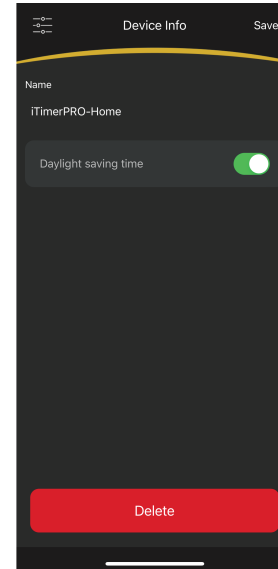 Device Info
Save
Name
iTimerPRO-Home
Daylight saving time
Delete